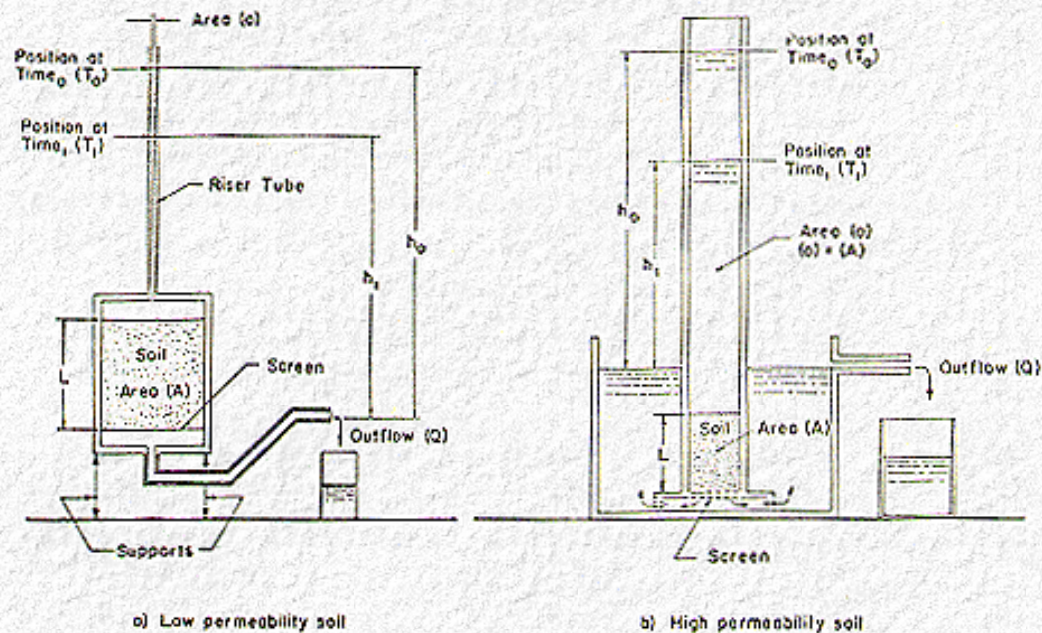 Area (a)
Position at
Time₀ (T₀)
Position at
Time₁ (T₁)
Riser Tube
h₀
h₁
L
Soil
Area (A)
Screen
Outflow (Q)
Supports
a) Low permeability soil
Position at
Time₀ (T₀)
Position at
Time₁ (T₁)
h₀
h₁
Area (a)
(a) = (A)
Outflow (Q)
L
Soil
Area (A)
Screen
b) High permeability soil